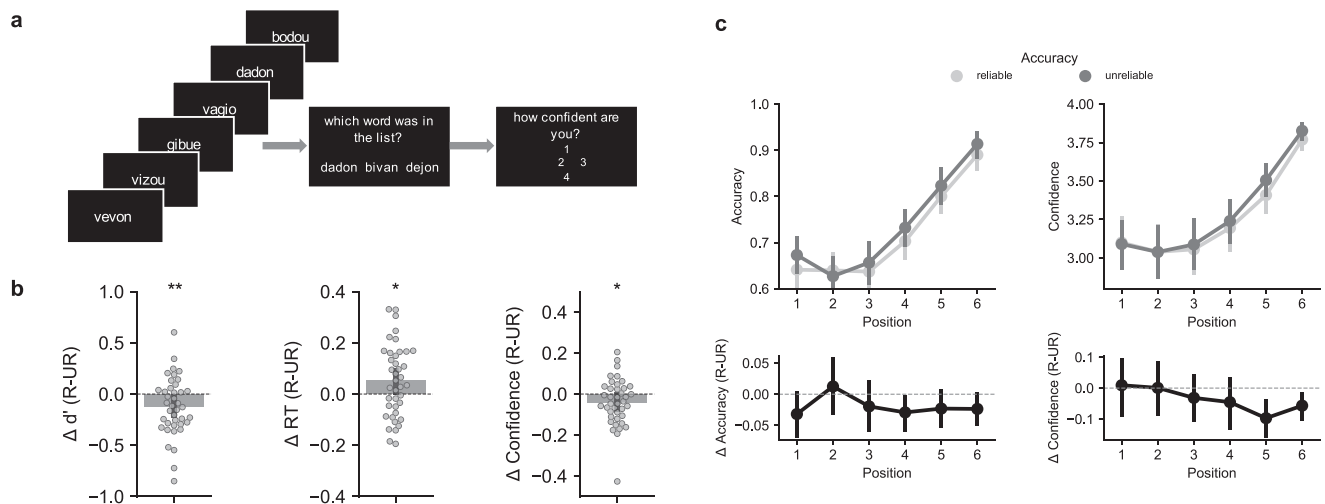 a
bodou
dadon
vagio
gibue
vizou
vevon
which word was in
the list?
dadon bivan dejon
how confident are
you?
1
2 3
4
b
Δ d' (R-UR)
1.0
0.5
0.0
−0.5
−1.0
**
Δ RT (R-UR)
0.4
0.2
0.0
−0.2
−0.4
*
Δ Confidence (R-UR)
0.4
0.2
0.0
−0.2
−0.4
*
c
Accuracy
reliable unreliable
Accuracy
1.0
0.9
0.8
0.7
0.6
1 2 3 4 5 6
Position
Confidence
4.00
3.75
3.50
3.25
3.00
1 2 3 4 5 6
Position
Δ Accuracy (R-UR)
0.05
0.00
−0.05
1 2 3 4 5 6
Position
Δ Confidence (R-UR)
0.1
0.0
−0.1
1 2 3 4 5 6
Position